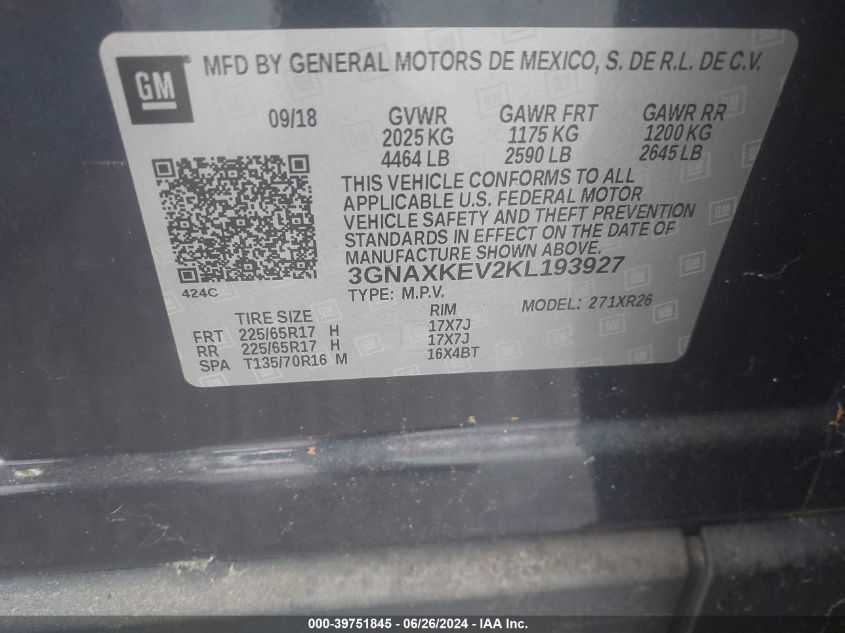 GM
MFD BY GENERAL MOTORS DE MEXICO, S. DE R.L. DE C.V.
09/18 GVWR GAWR FRT GAWR RR
2025 KG 1175 KG 1200 KG
4464 LB 2590 LB 2645 LB
THIS VEHICLE CONFORMS TO ALL
APPLICABLE U.S. FEDERAL MOTOR
VEHICLE SAFETY AND THEFT PREVENTION
STANDARDS IN EFFECT ON THE DATE OF
MANUFACTURE SHOWN ABOVE.
3GNAXKEV2KL193927
424C TYPE: M.P.V. MODEL: 271XR26
TIRE SIZE RIM
FRT 225/65R17 H 17X7J
RR 225/65R17 H 17X7J
SPA T135/70R16 M 16X4BT
000-39751845 - 06/26/2024 - IAA Inc.